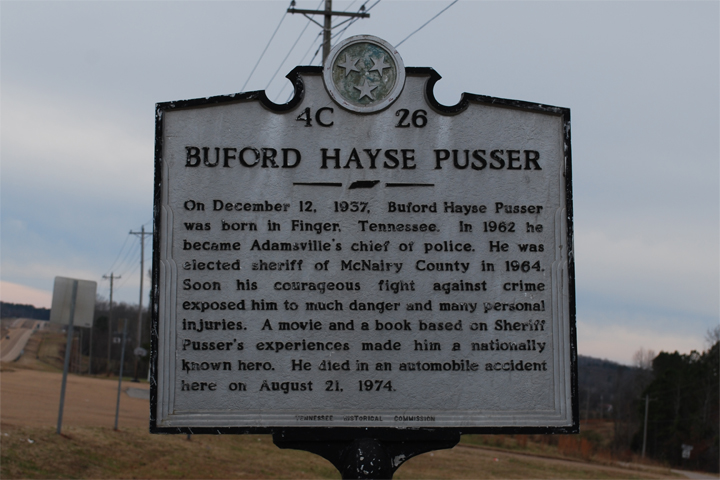 4C 26
BUFORD HAYSE PUSSER
On December 12, 1937, Buford Hayse Pusser
was born in Finger, Tennessee. In 1962 he
became Adamsville's chief of police. He was
elected sheriff of McNairy County in 1964.
Soon his courageous fight against crime
exposed him to much danger and many personal
injuries. A movie and a book based on Sheriff
Pusser's experiences made him a nationally
known hero. He died in an automobile accident
here on August 21, 1974.
TENNESSEE HISTORICAL COMMISSION